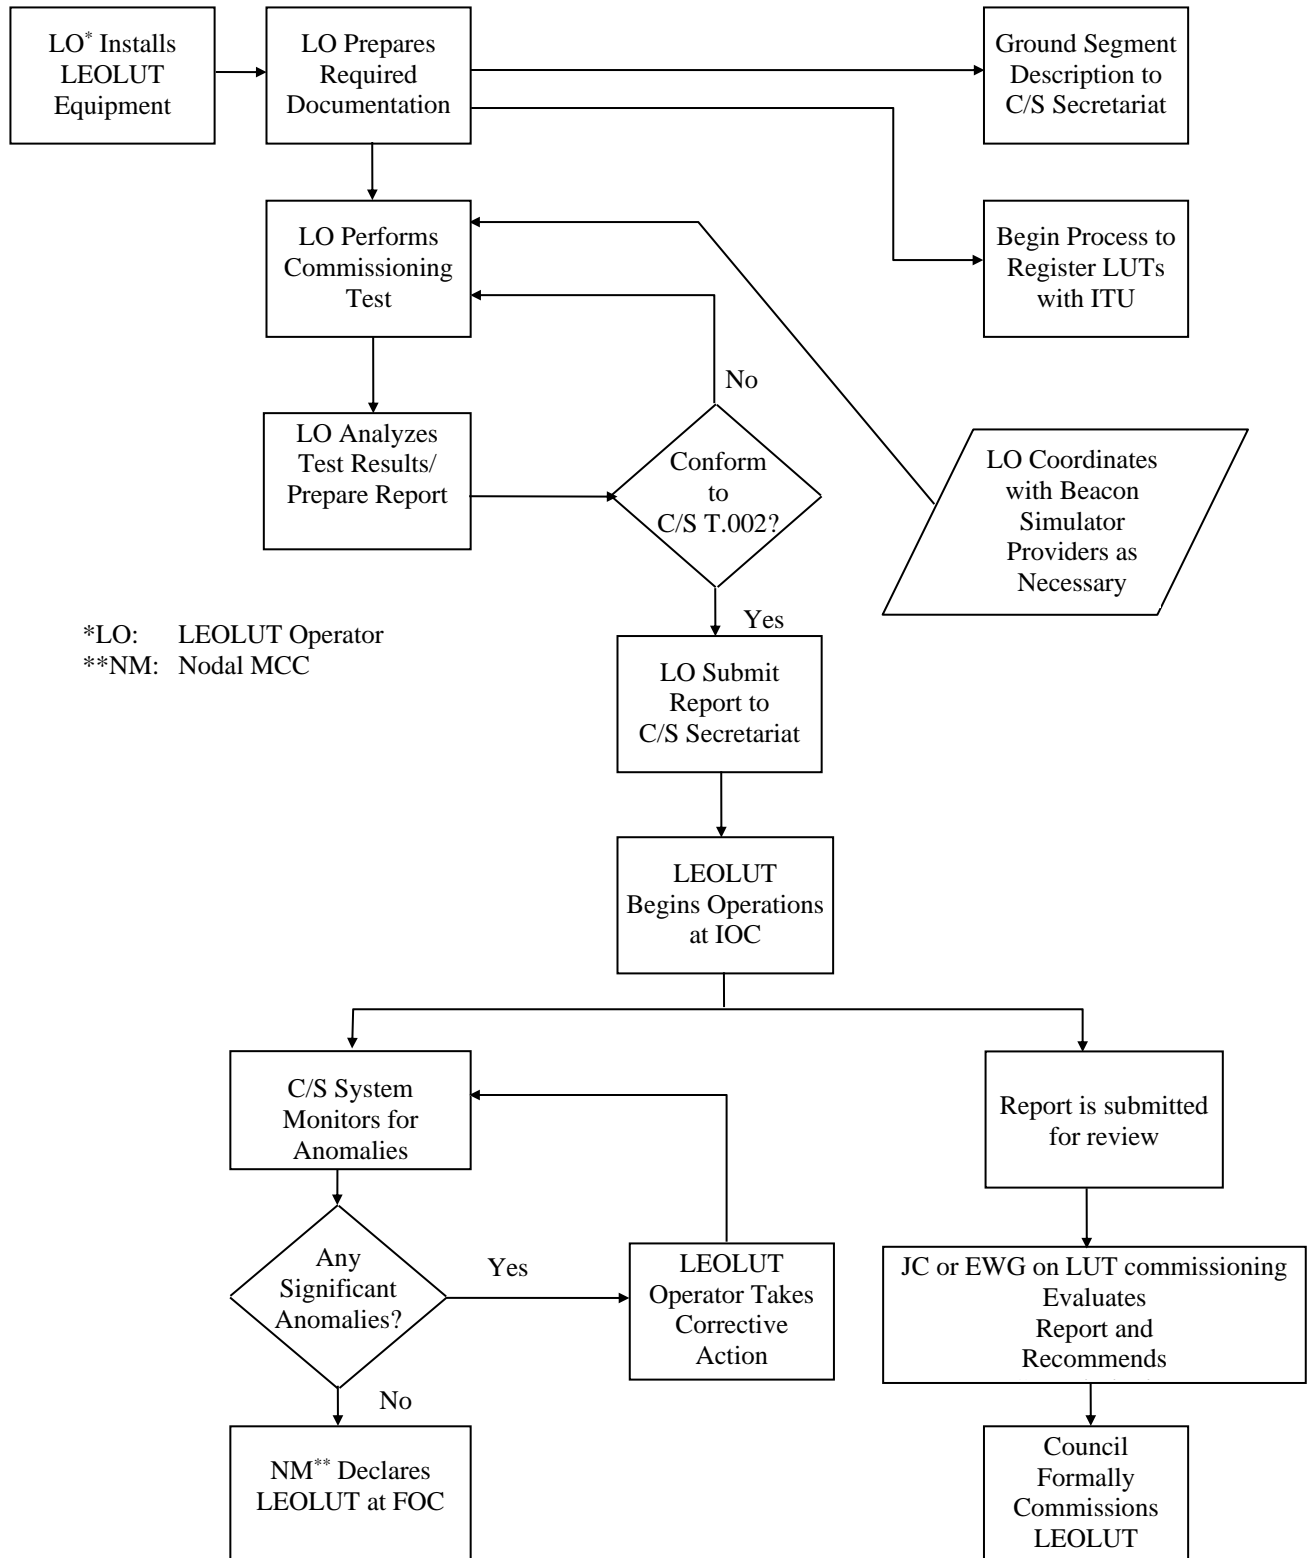 LO* Installs
LEOLUT
Equipment
LO Prepares
Required
Documentation
Ground Segment
Description to
C/S Secretariat
LO Performs
Commissioning
Test
Begin Process to
Register LUTs
with ITU
No
LO Analyzes
Test Results/
Prepare Report
Conform
to
C/S T.002?
LO Coordinates
with Beacon
Simulator
Providers as
Necessary
*LO: LEOLUT Operator
**NM: Nodal MCC
Yes
LO Submit
Report to
C/S Secretariat
LEOLUT
Begins Operations
at IOC
C/S System
Monitors for
Anomalies
Report is submitted
for review
Any
Significant
Anomalies?
Yes
LEOLUT
Operator Takes
Corrective
Action
JC or EWG on LUT commissioning
Evaluates
Report and
Recommends
No
NM** Declares
LEOLUT at FOC
Council
Formally
Commissions
LEOLUT